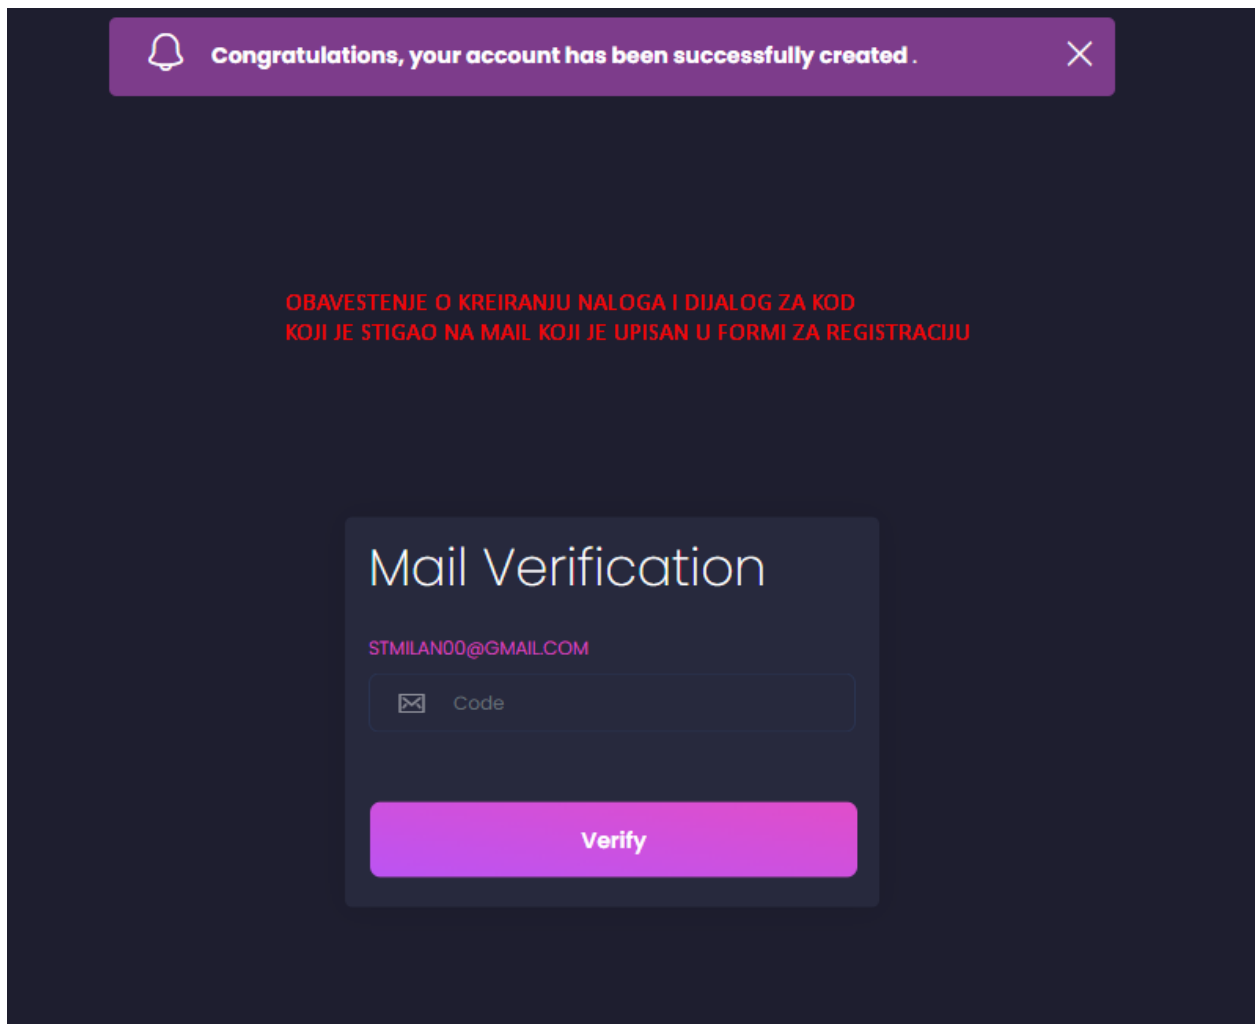 Congratulations, your account has been successfully created .
OBAVESTENJE O KREIRANJU NALOGA I DIJALOG ZA KOD
KOJI JE STIGAO NA MAIL KOJI JE UPISAN U FORMI ZA REGISTRACIJU
Mail Verification
STMILAN00@GMAIL.COM
Code
Verify